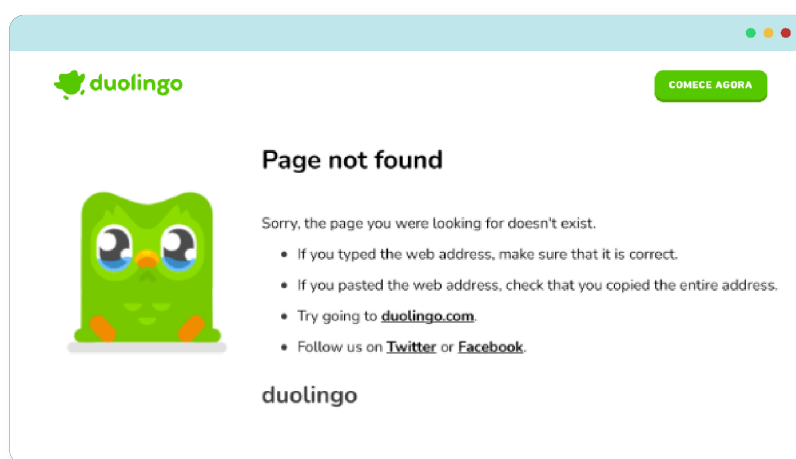 duolingo
COMECE AGORA
Page not found
Sorry, the page you were looking for doesn't exist.
• If you typed the web address, make sure that it is correct.
• If you pasted the web address, check that you copied the entire address.
• Try going to duolingo.com.
• Follow us on Twitter or Facebook.
duolingo